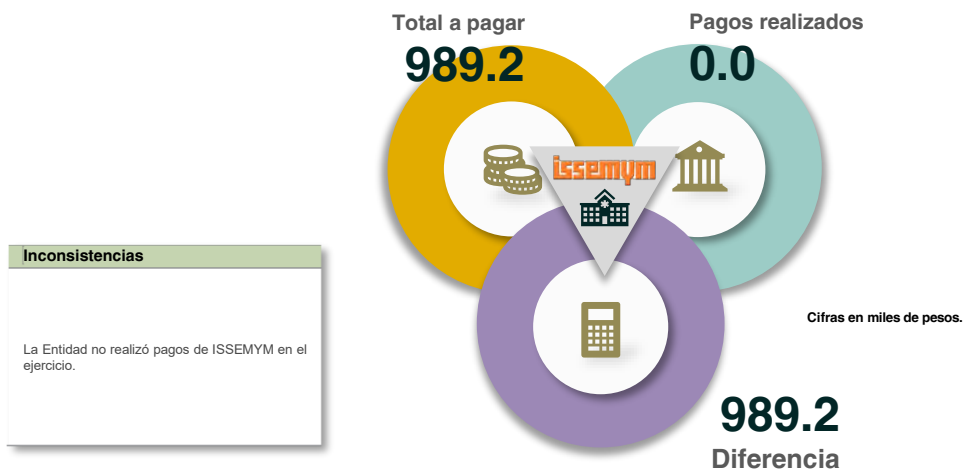 Total a pagar
989.2
Pagos realizados
0.0
issemym
Inconsistencias
La Entidad no realizó pagos de ISSEMYM en el
ejercicio.
Cifras en miles de pesos.
989.2
Diferencia